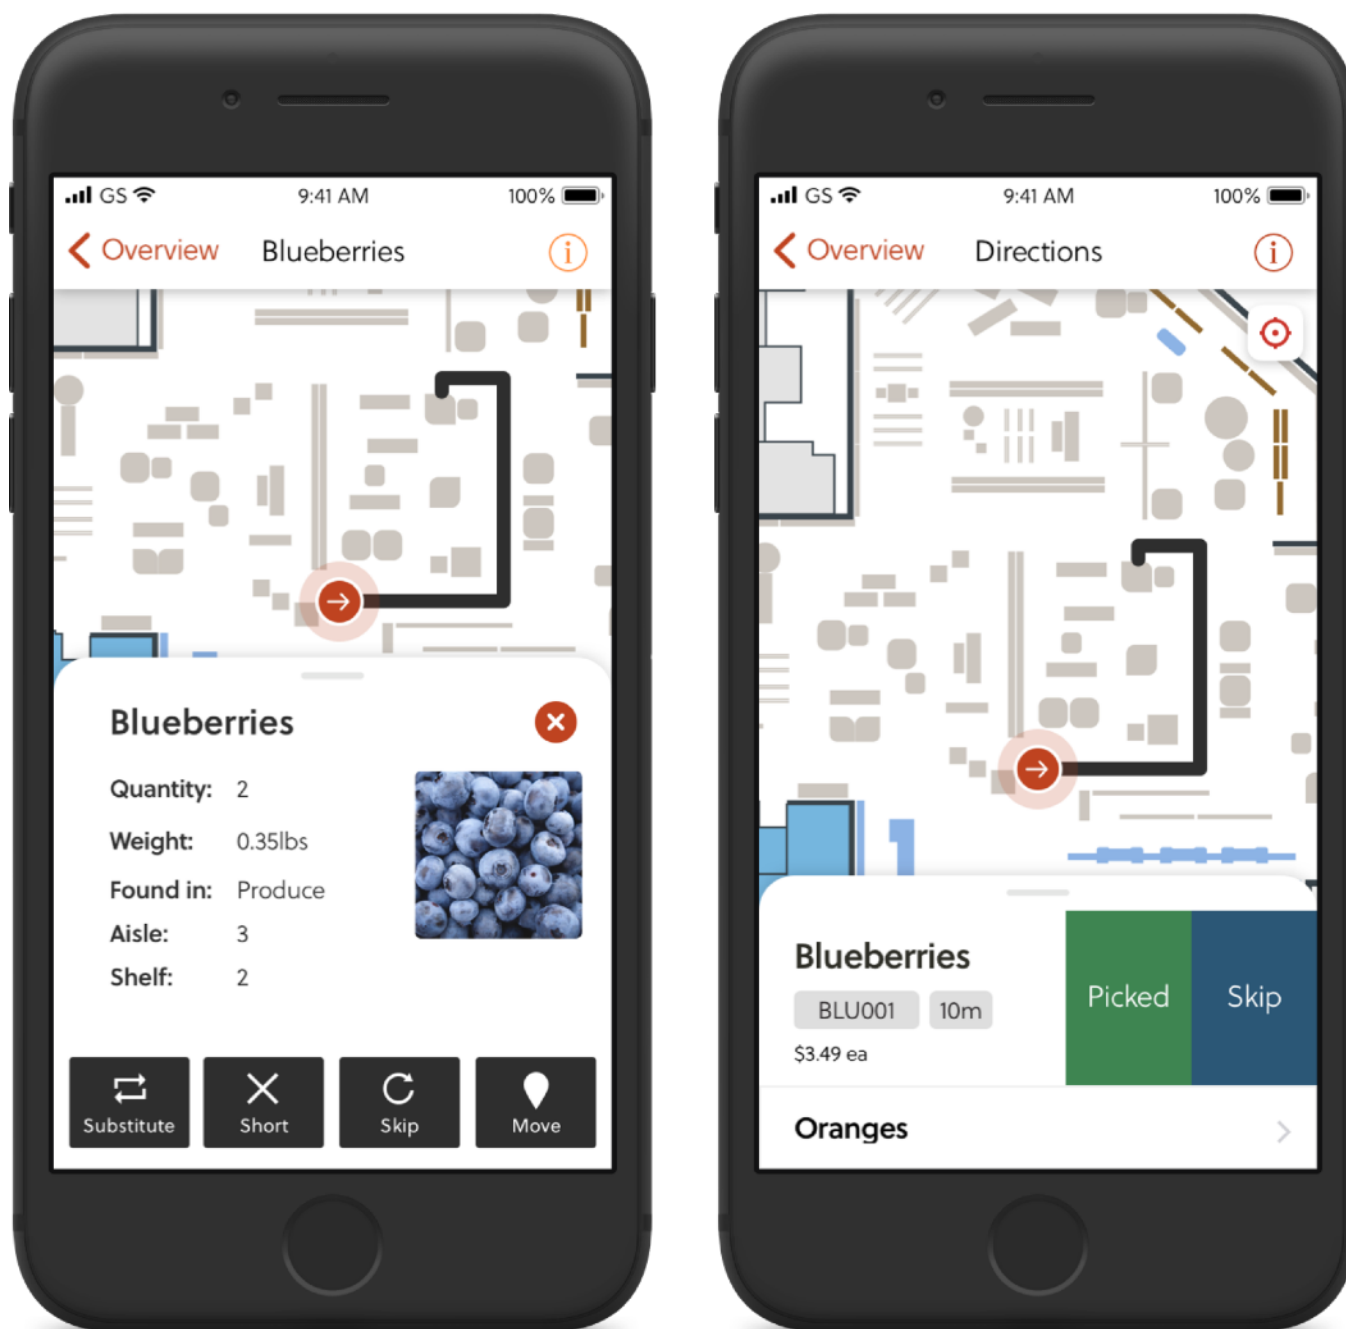 GS 9:41 AM 100%
Overview Blueberries i
Blueberries
Quantity: 2
Weight: 0.35lbs
Found in: Produce
Aisle: 3
Shelf: 2
Substitute Short Skip Move
GS 9:41 AM 100%
Overview Directions i
Blueberries
BLU001 10m
$3.49 ea
Picked Skip
Oranges